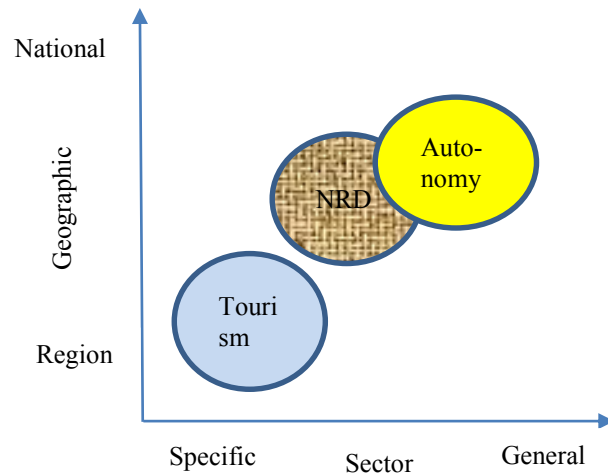 National
Auto-
nomy
Geographic
NRD
Touri
sm
Region
Specific
Sector
General